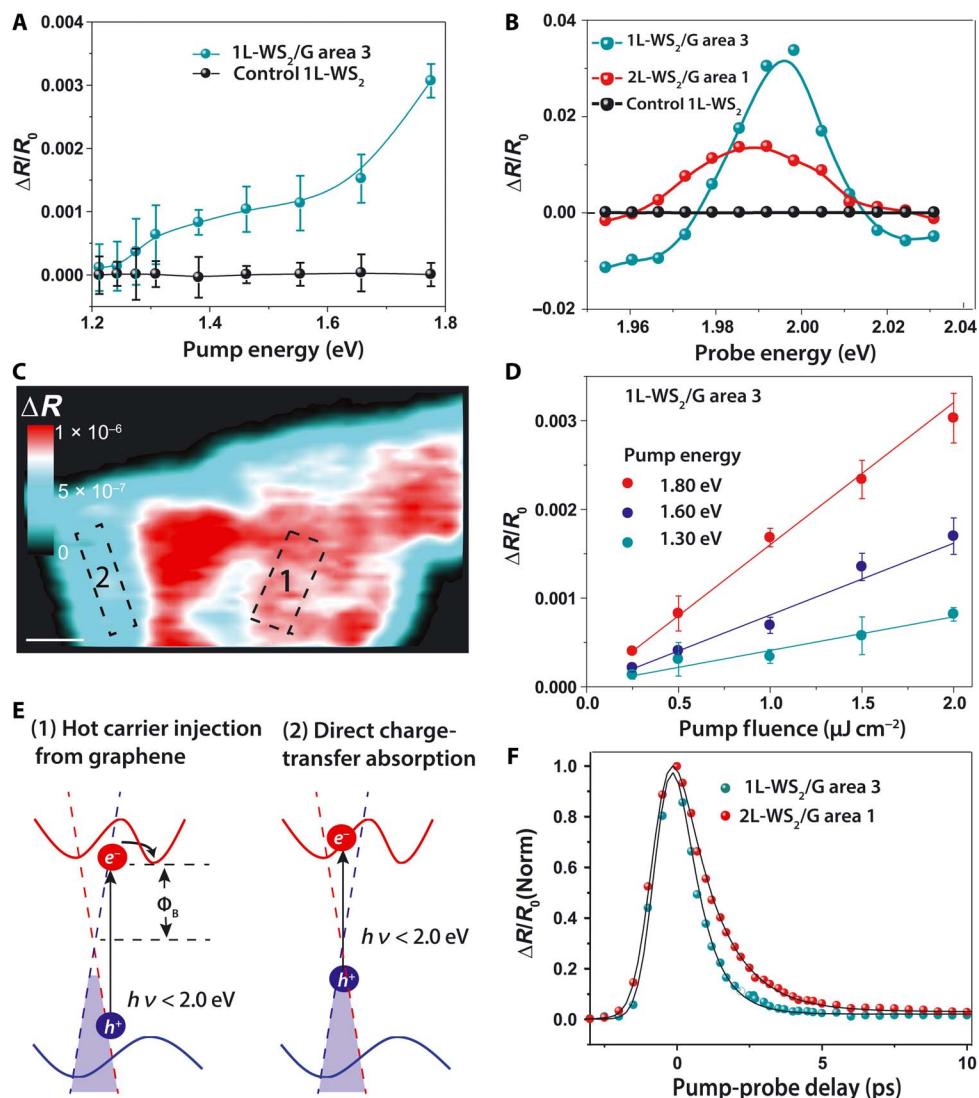 A
0.004
0.003
0.002
0.001
0.000
ΔR/R₀
1L-WS₂/G area 3
Control 1L-WS₂
1.2
1.4
1.6
1.8
Pump energy (eV)
B
0.04
0.02
0.00
−0.02
ΔR/R₀
1L-WS₂/G area 3
2L-WS₂/G area 1
Control 1L-WS₂
1.96
1.98
2.00
2.02
2.04
Probe energy (eV)
C
ΔR
1 × 10⁻⁶
5 × 10⁻⁷
0
2
1
D
1L-WS₂/G area 3
Pump energy
1.80 eV
1.60 eV
1.30 eV
0.003
0.002
0.001
0.000
ΔR/R₀
0.0
0.5
1.0
1.5
2.0
Pump fluence (μJ cm⁻²)
E
(1) Hot carrier injection
from graphene
e⁻
Φ_B
hν < 2.0 eV
h⁺
(2) Direct charge-
transfer absorption
e⁻
hν < 2.0 eV
h⁺
F
1L-WS₂/G area 3
2L-WS₂/G area 1
1.0
0.8
0.6
0.4
0.2
0.0
ΔR/R₀(Norm)
0
5
10
Pump-probe delay (ps)